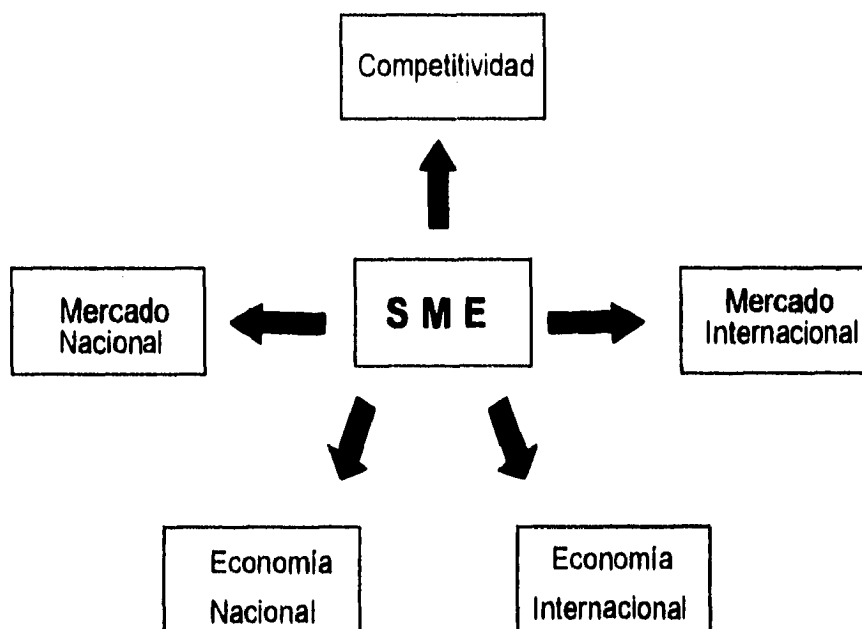 Competitividad
Mercado
Nacional
S M E
Mercado
Internacional
Economía
Nacional
Economía
Internacional